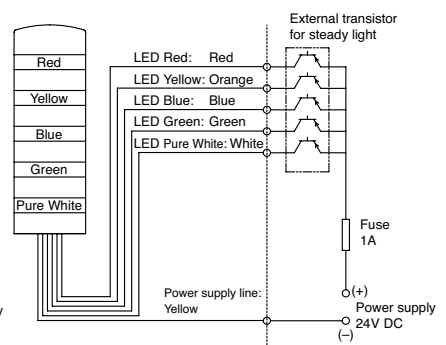 External transistor
for steady light
Red
Yellow
Blue
Green
Pure White
LED Red: Red
LED Yellow: Orange
LED Blue: Blue
LED Green: Green
LED Pure White: White
Fuse
1A
Power supply line:
Yellow
(+)
Power supply
24V DC
(–)
y